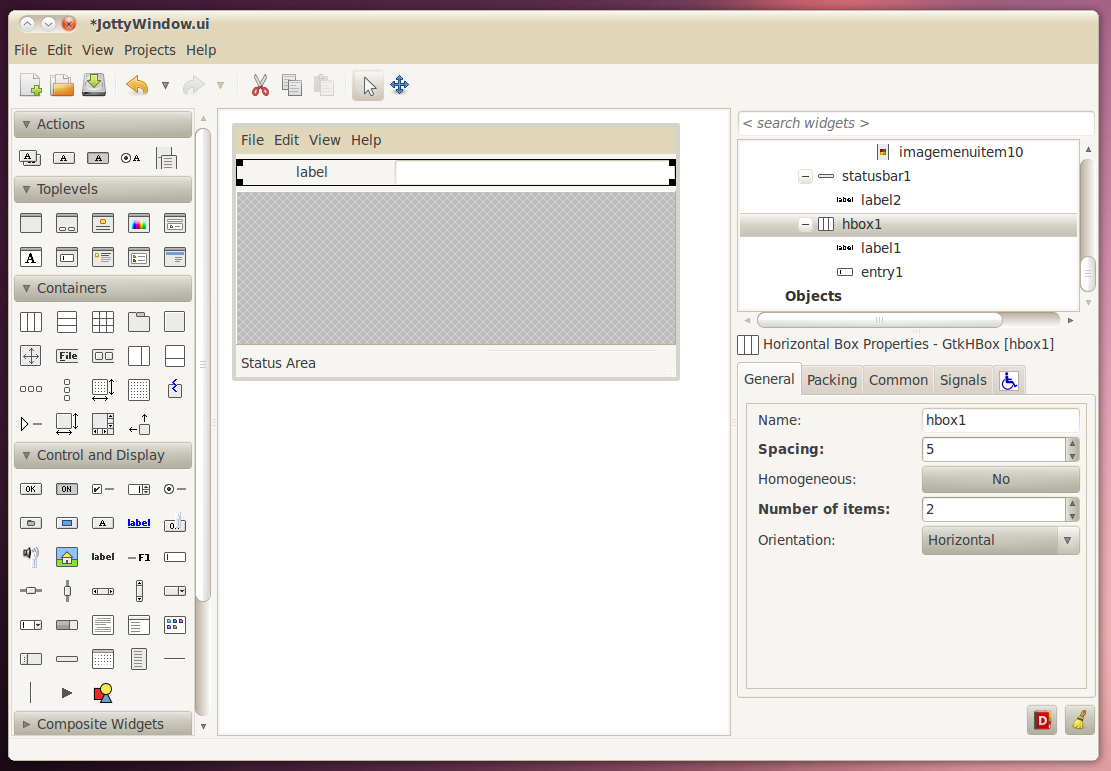 *JottyWindow.ui
File Edit View Projects Help
Actions
A A A A
Toplevels
A
Containers
File
Control and Display
OK ON
A label 0..
label F1
Composite Widgets
File Edit View Help
label
Status Area
< search widgets >
imagemenuitem10
statusbar1
label label2
hbox1
label label1
entry1
Objects
Horizontal Box Properties - GtkHBox [hbox1]
General Packing Common Signals
Name: hbox1
Spacing: 5
Homogeneous: No
Number of items: 2
Orientation: Horizontal
D